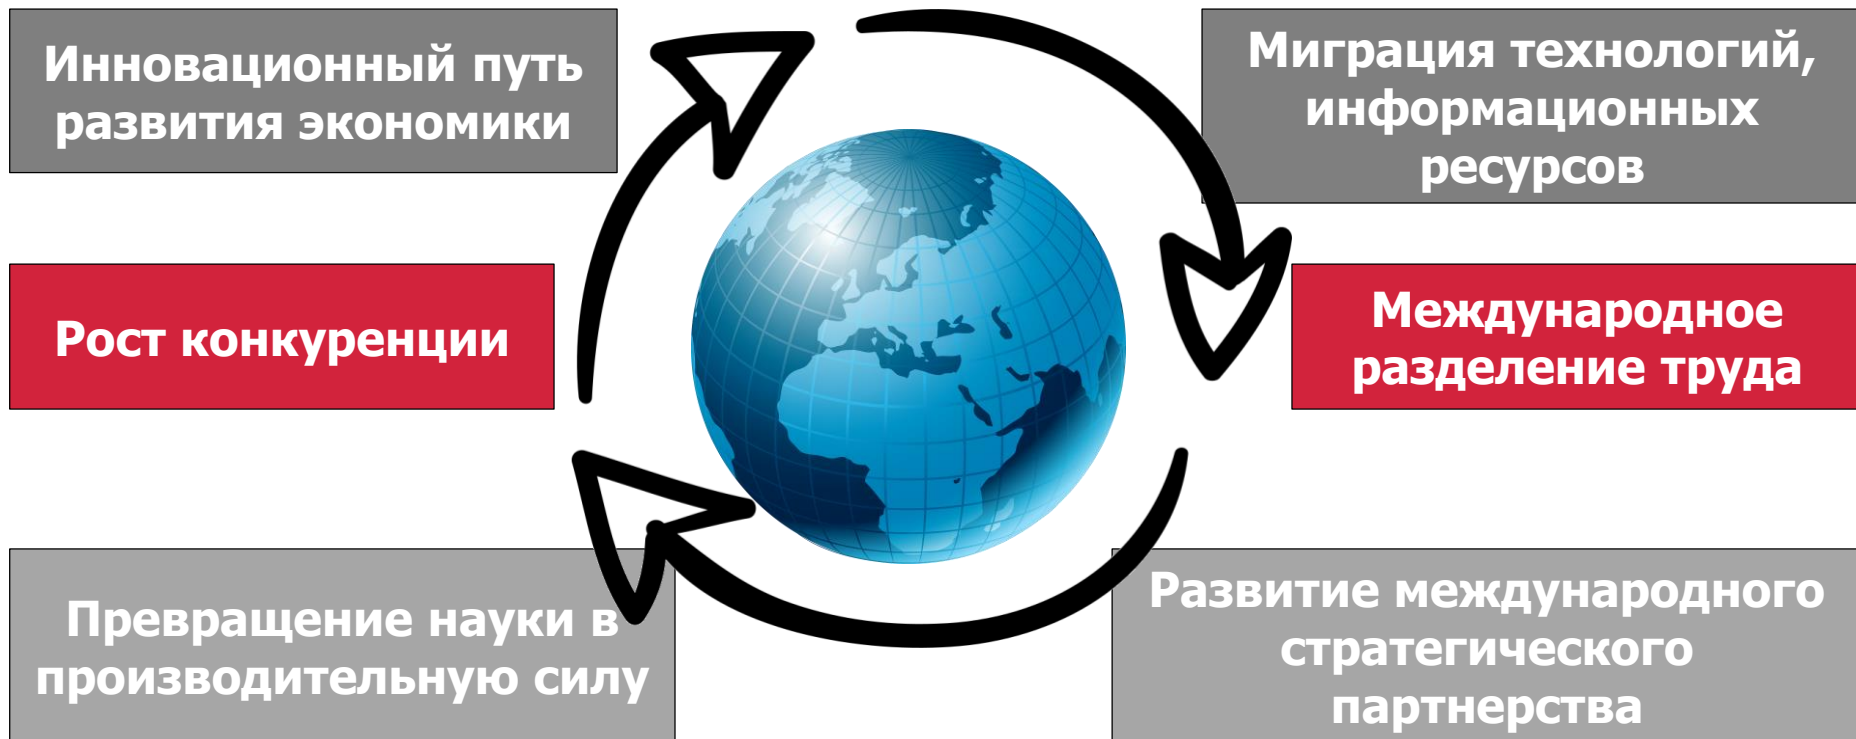 Инновационный путь
развития экономики
Миграция технологий,
информационных
ресурсов
Рост конкуренции
Международное
разделение труда
Превращение науки в
производительную силу
Развитие международного
стратегического
партнерства